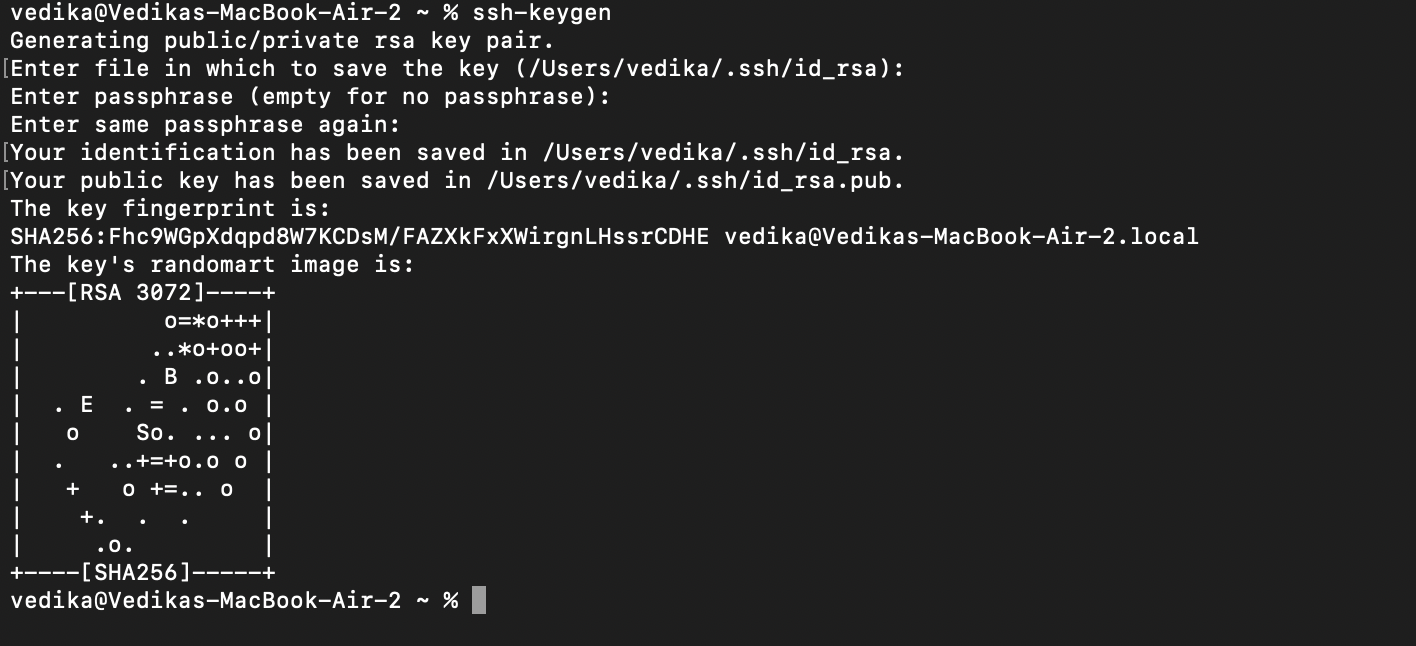 vedika@Vedikas-MacBook-Air-2 ~ % ssh-keygen
Generating public/private rsa key pair.
[Enter file in which to save the key (/Users/vedika/.ssh/id_rsa):
Enter passphrase (empty for no passphrase):
Enter same passphrase again:
[Your identification has been saved in /Users/vedika/.ssh/id_rsa.
[Your public key has been saved in /Users/vedika/.ssh/id_rsa.pub.
The key fingerprint is:
SHA256:Fhc9WGpXdqpd8W7KCDsM/FAZXkFxXWirgnLHssrCDHE vedika@Vedikas-MacBook-Air-2.local
The key's randomart image is:
+---[RSA 3072]----+
|          o=*o+++|
|         ..*o+oo+|
|        . B .o..o|
|  . E  . = . o.o |
|   o    So. ... o|
|  .   ..+=+o.o o |
|   +   o +=.. o  |
|    +.  .  .     |
|     .o.         |
+----[SHA256]-----+
vedika@Vedikas-MacBook-Air-2 ~ %